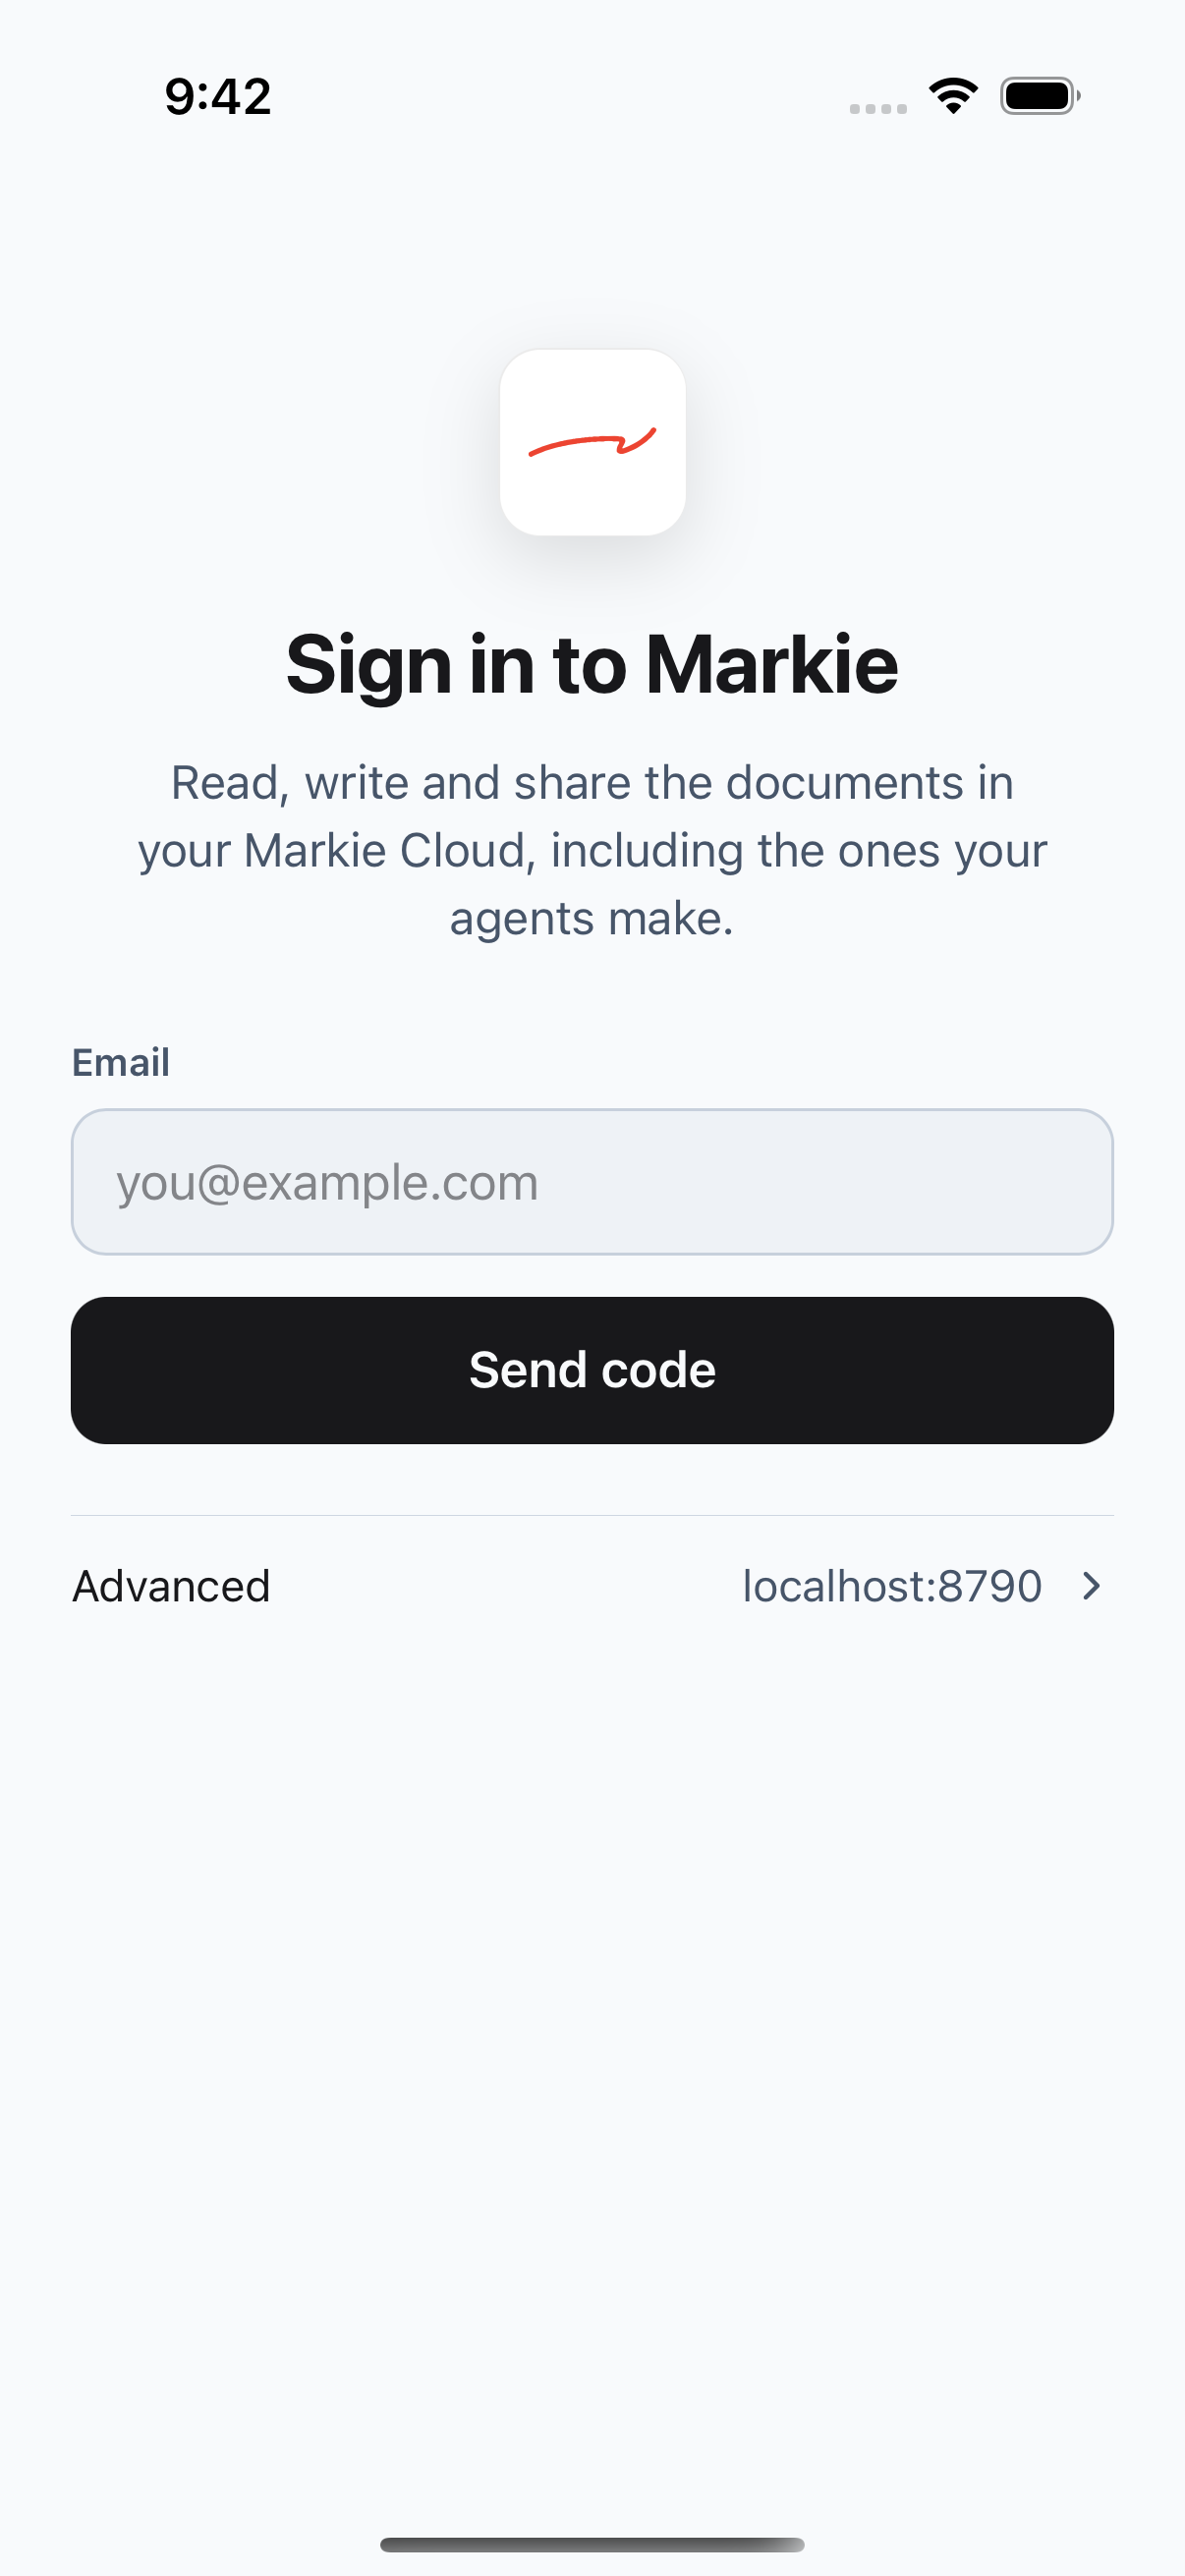 9:42
Sign in to Markie
Read, write and share the documents in
your Markie Cloud, including the ones your
agents make.
Email
you@example.com
Send code
Advanced localhost:8790